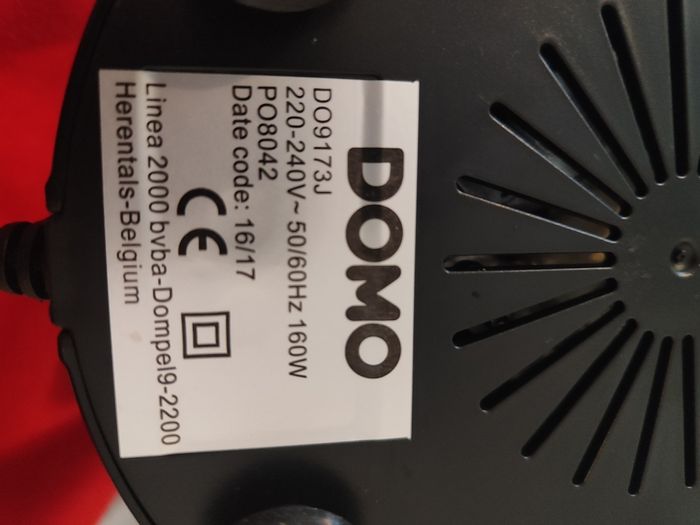 DOMO
DO9173J
220-240V~ 50/60Hz 160W
PO8042
Date code: 16/17
CE
Linea 2000 bvba-Dompel9-2200
Herentals-Belgium